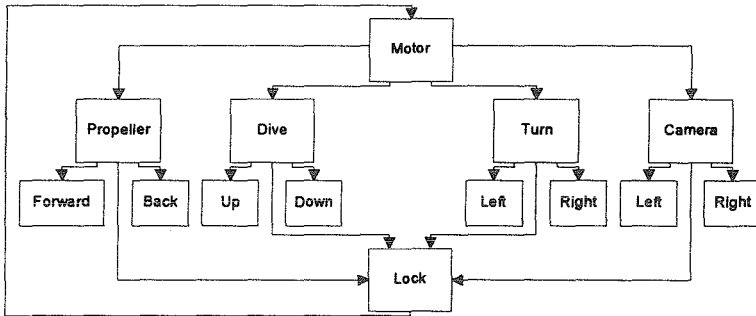 Motor
Propeller
Dive
Turn
Camera
Forward
Back
Up
Down
Left
Right
Left
Right
Lock